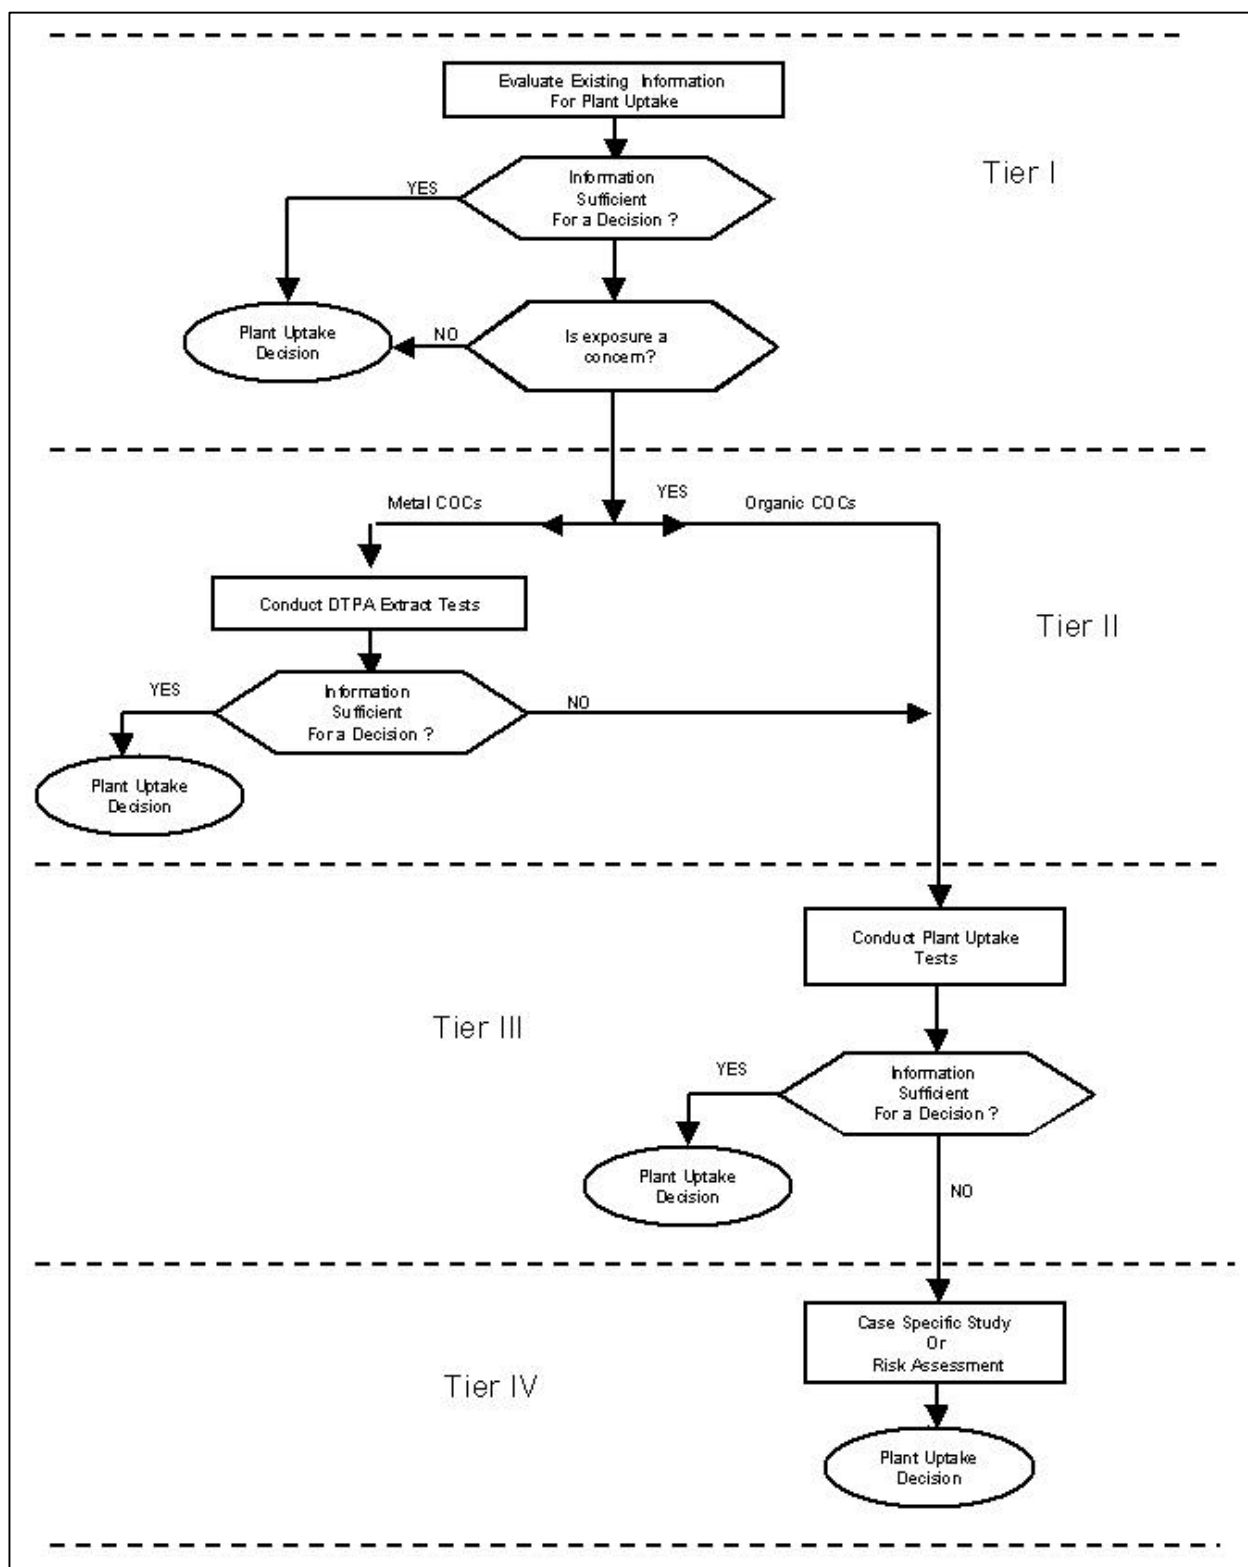 Evaluate Existing Information
For Plant Uptake
Tier I
YES
Information
Sufficient
For a Decision ?
Plant Uptake
Decision
NO
Is exposure a
concern?
YES
Metal COCs
Organic COCs
Conduct DTPA Extract Tests
Tier II
YES
Information
Sufficient
For a Decision ?
NO
Plant Uptake
Decision
Conduct Plant Uptake
Tests
Tier III
YES
Information
Sufficient
For a Decision ?
Plant Uptake
Decision
NO
Case Specific Study
Or
Risk Assessment
Tier IV
Plant Uptake
Decision